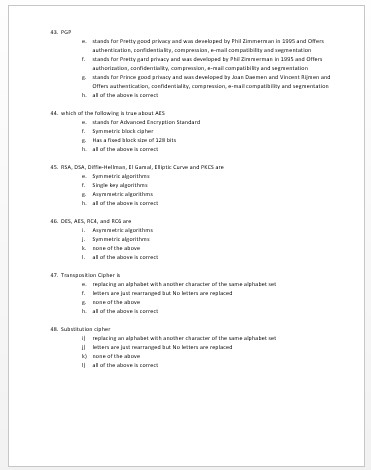 43. PGP
e. stands for Pretty good privacy and was developed by Phil Zimmerman in 1995 and Offers
authentication, confidentiality, compression, e-mail compatibility and segmentation
f. stands for Pretty gard privacy and was developed by Phil Zimmerman in 1995 and Offers
authorization, confidentiality, compression, e-mail compatibility and segmentation
g. stands for Prince good privacy and was developed by Joan Daemen and Vincent Rijmen and
Offers authentication, confidentiality, compression, e-mail compatibility and segmentation
h. all of the above is correct
44. which of the following is true about AES
e. stands for Advanced Encryption Standard
f. Symmetric block cipher
g. Has a fixed block size of 128 bits
h. all of the above is correct
45. RSA, DSA, Diffie-Hellman, El Gamal, Elliptic Curve and PKCS are
e. Symmetric algorithms
f. Single key algorithms
g. Asymmetric algorithms
h. all of the above is correct
46. DES, AES, RC4, and RC6 are
i. Asymmetric algorithms
j. Symmetric algorithms
k. none of the above
l. all of the above is correct
47. Transposition Cipher is
e. replacing an alphabet with another character of the same alphabet set
f. letters are just rearranged but No letters are replaced
g. none of the above
h. all of the above is correct
48. Substitution cipher
i) replacing an alphabet with another character of the same alphabet set
j) letters are just rearranged but No letters are replaced
k) none of the above
l) all of the above is correct